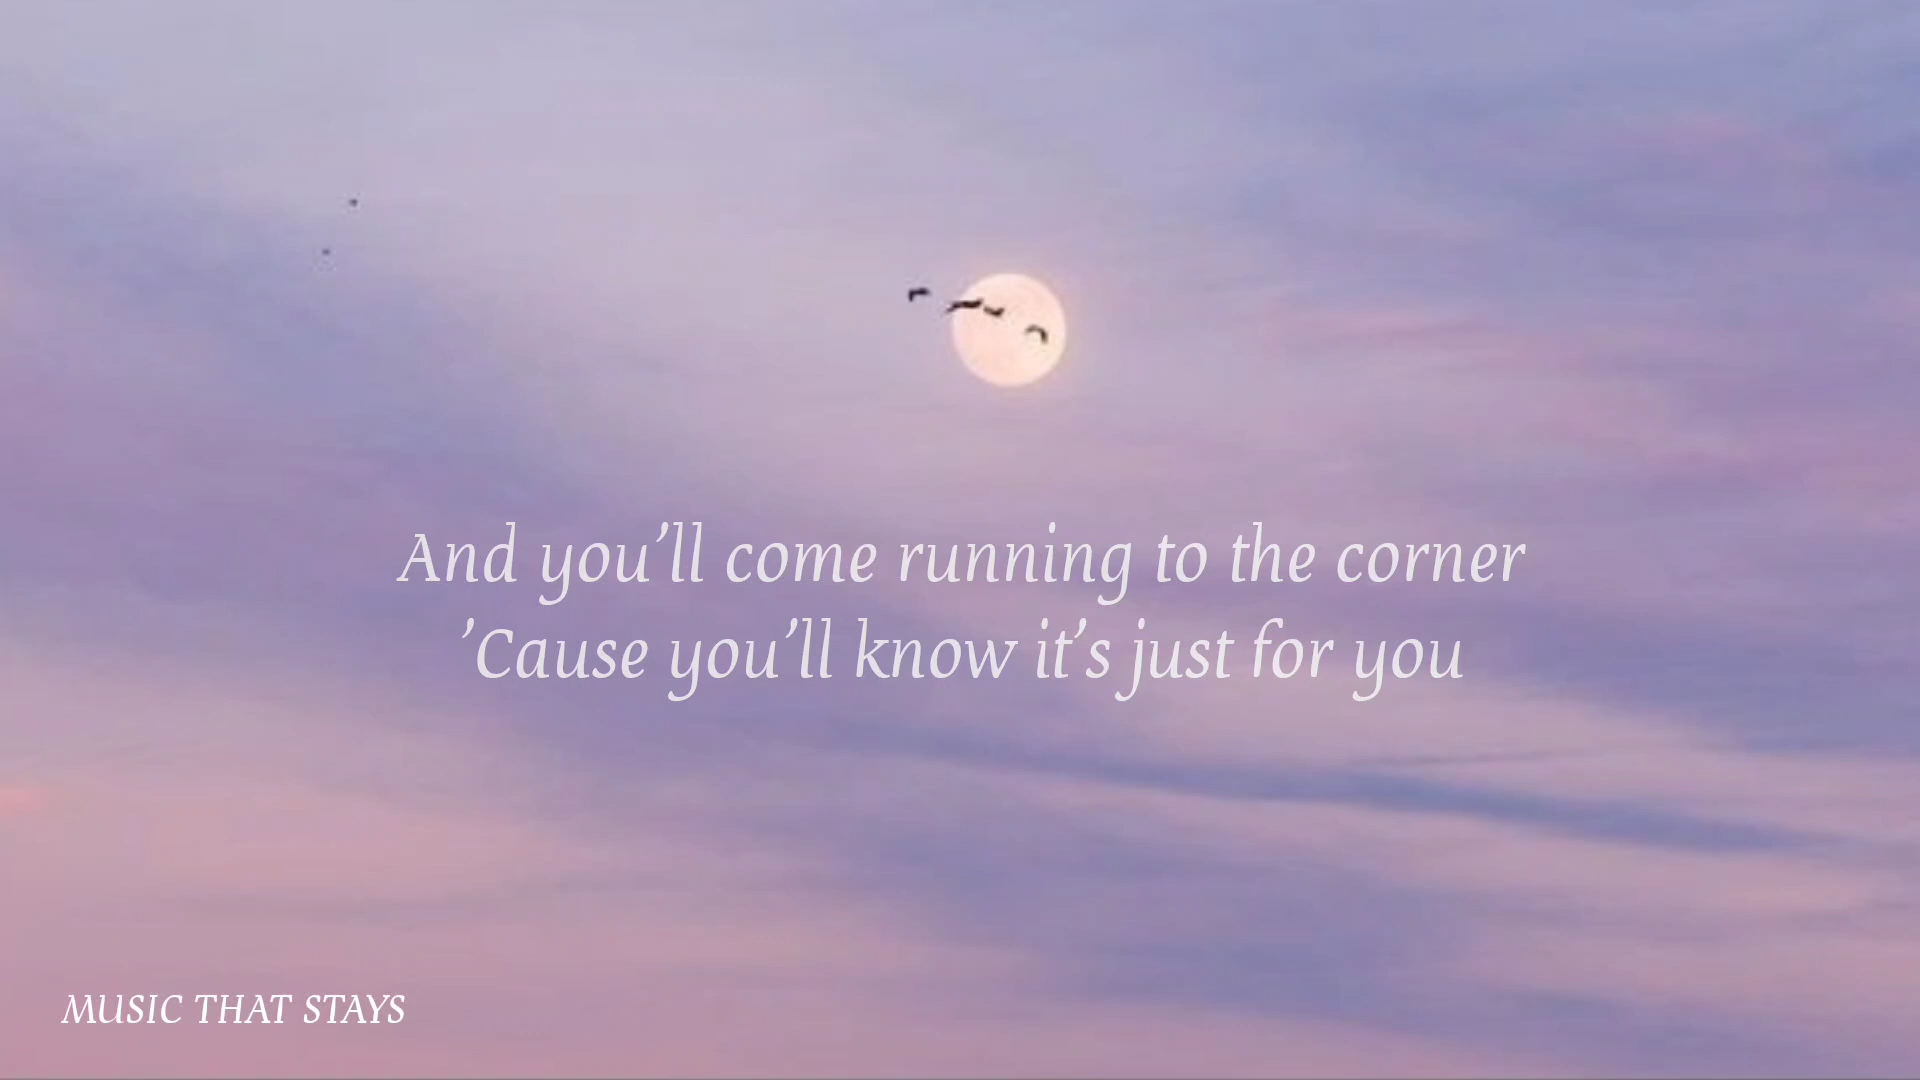 And you’ll come running to the corner
’Cause you’ll know it’s just for you
MUSIC THAT STAYS